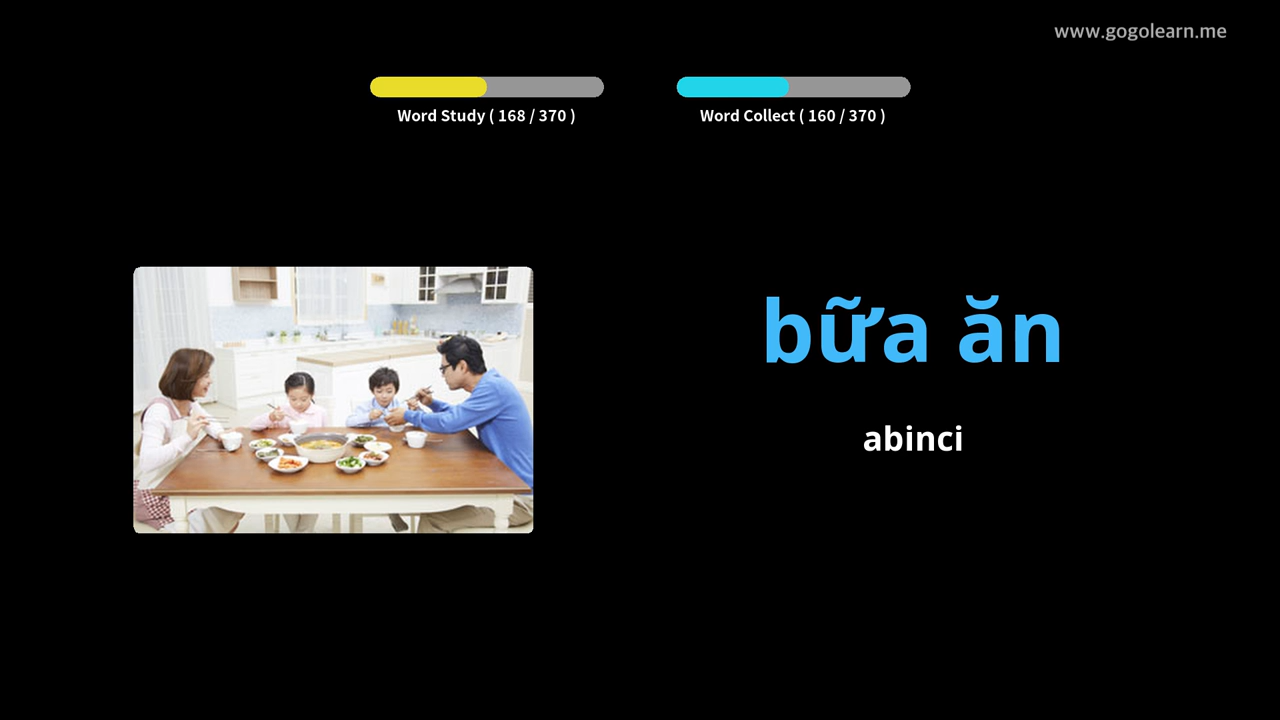 www.gogolearn.me
Word Study ( 168 / 370 )
Word Collect ( 160 / 370 )
bữa ăn
abinci